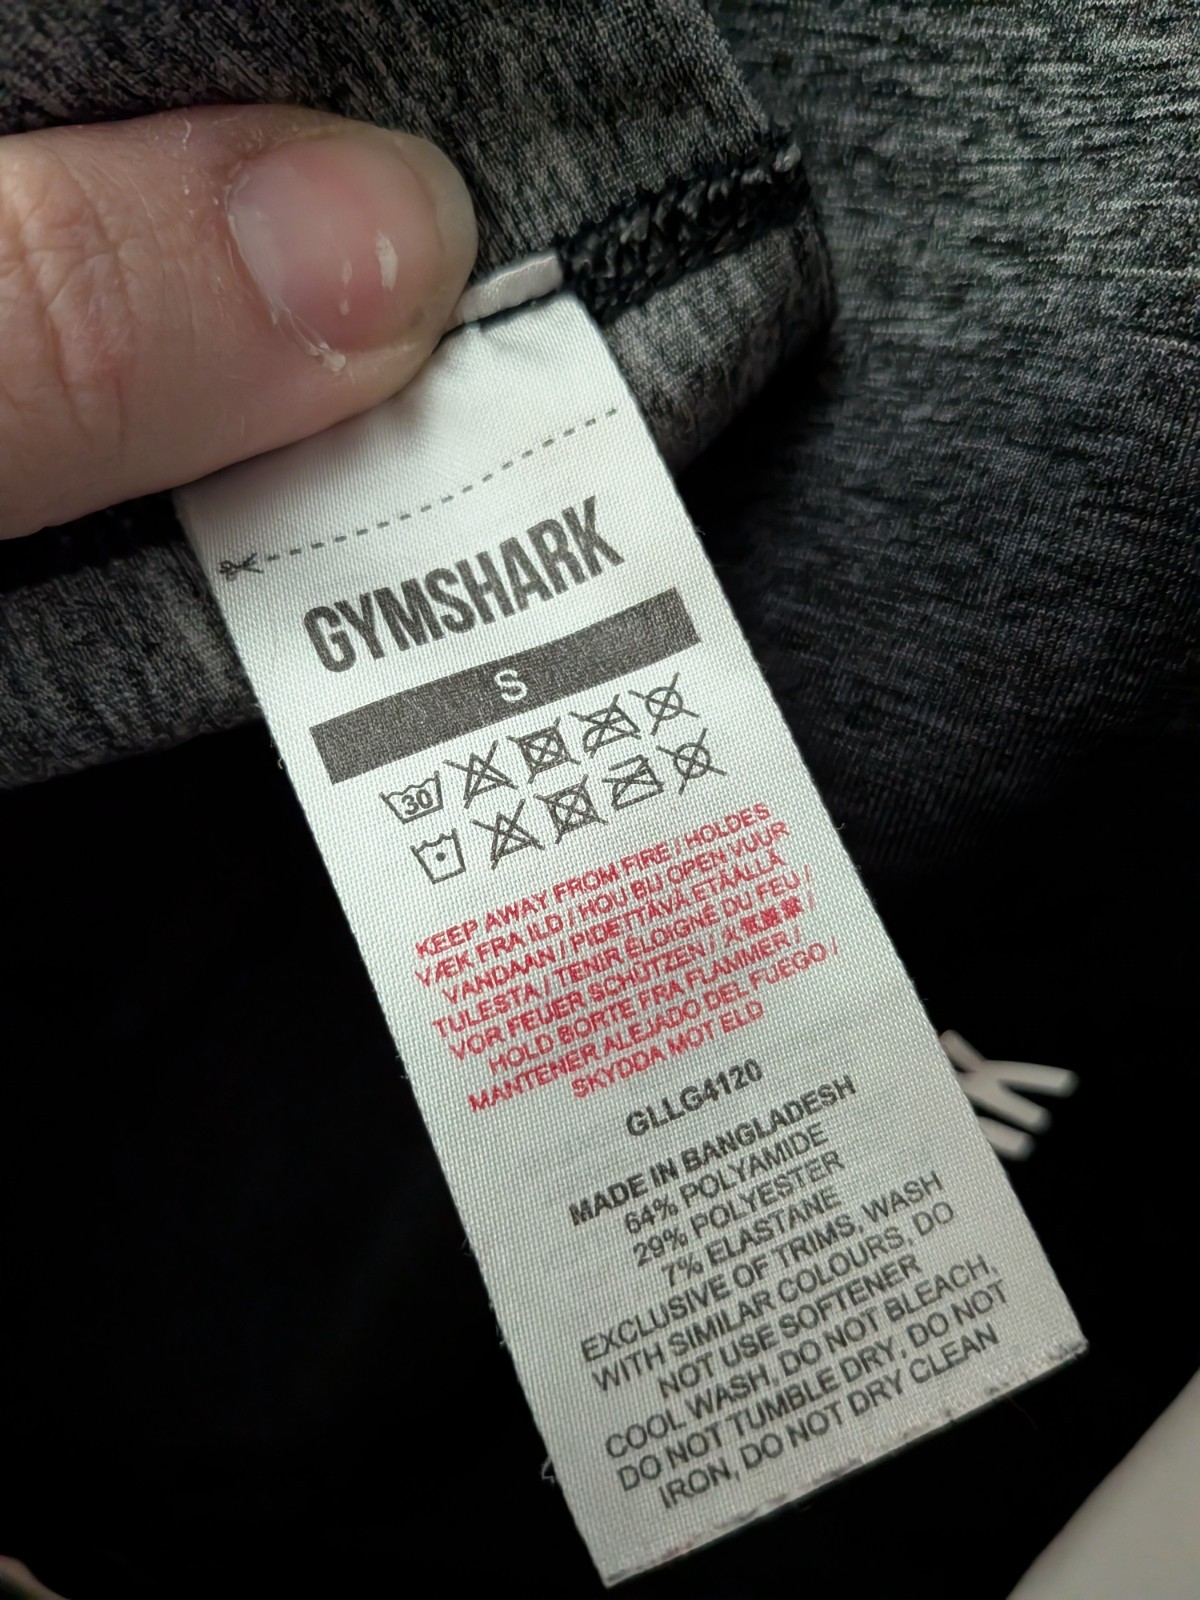 GYMSHARK
S
30
KEEP AWAY FROM FIRE / HOLDES
VÆK FRA ILD / HOU BIJ OPEN VUUR
VANDAAN / PIDETTÄVÄ ETÄÄLLÄ
TULESTA / TENIR ÉLOIGNÉ DU FEU /
VOR FEUER SCHÜTZEN /
HOLD BORTE FRA FLAMMER /
MANTENER ALEJADO DEL FUEGO /
SKYDDA MOT ELD
GLLG4120
MADE IN BANGLADESH
64% POLYAMIDE
29% POLYESTER
7% ELASTANE
EXCLUSIVE OF TRIMS, WASH
WITH SIMILAR COLOURS, DO
NOT USE SOFTENER
COOL WASH, DO NOT BLEACH,
DO NOT TUMBLE DRY, DO NOT
IRON, DO NOT DRY CLEAN